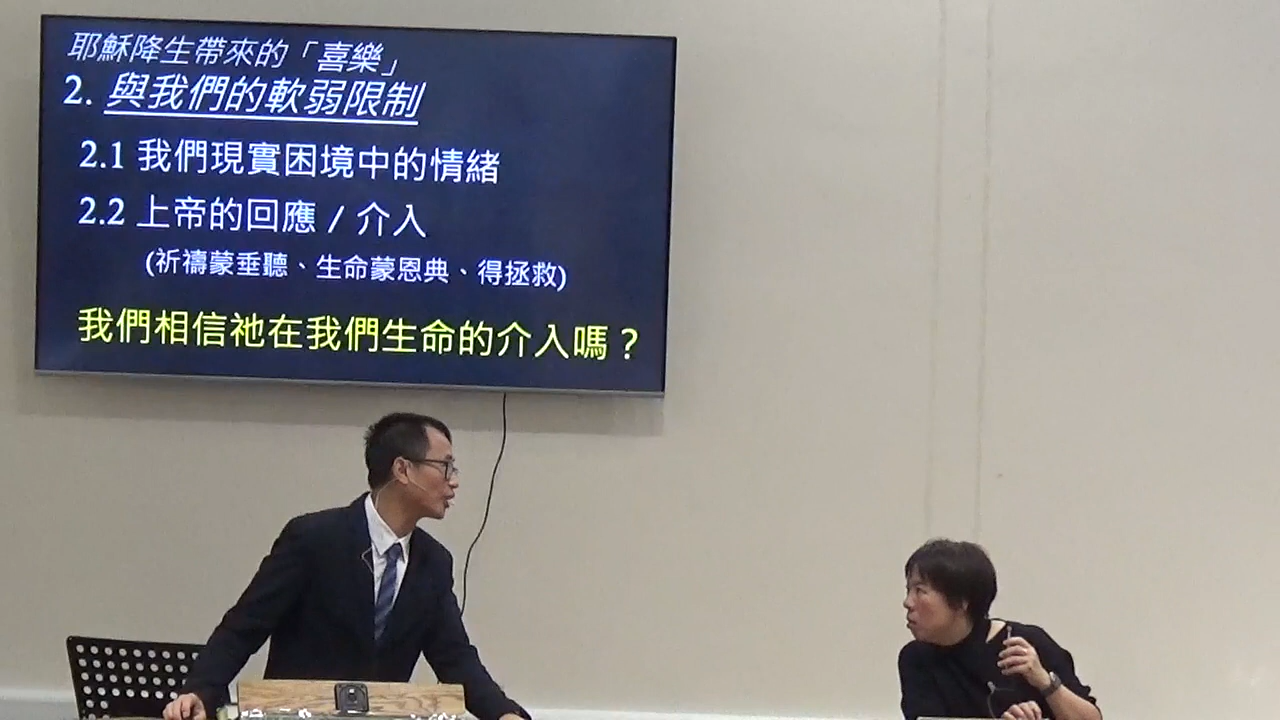 耶穌降生帶來的「喜樂」
2. 與我們的軟弱限制
2.1 我們現實困境中的情緒
2.2 上帝的回應 / 介入
(祈禱蒙垂聽、生命蒙恩典、得拯救)
我們相信祂在我們生命的介入嗎？